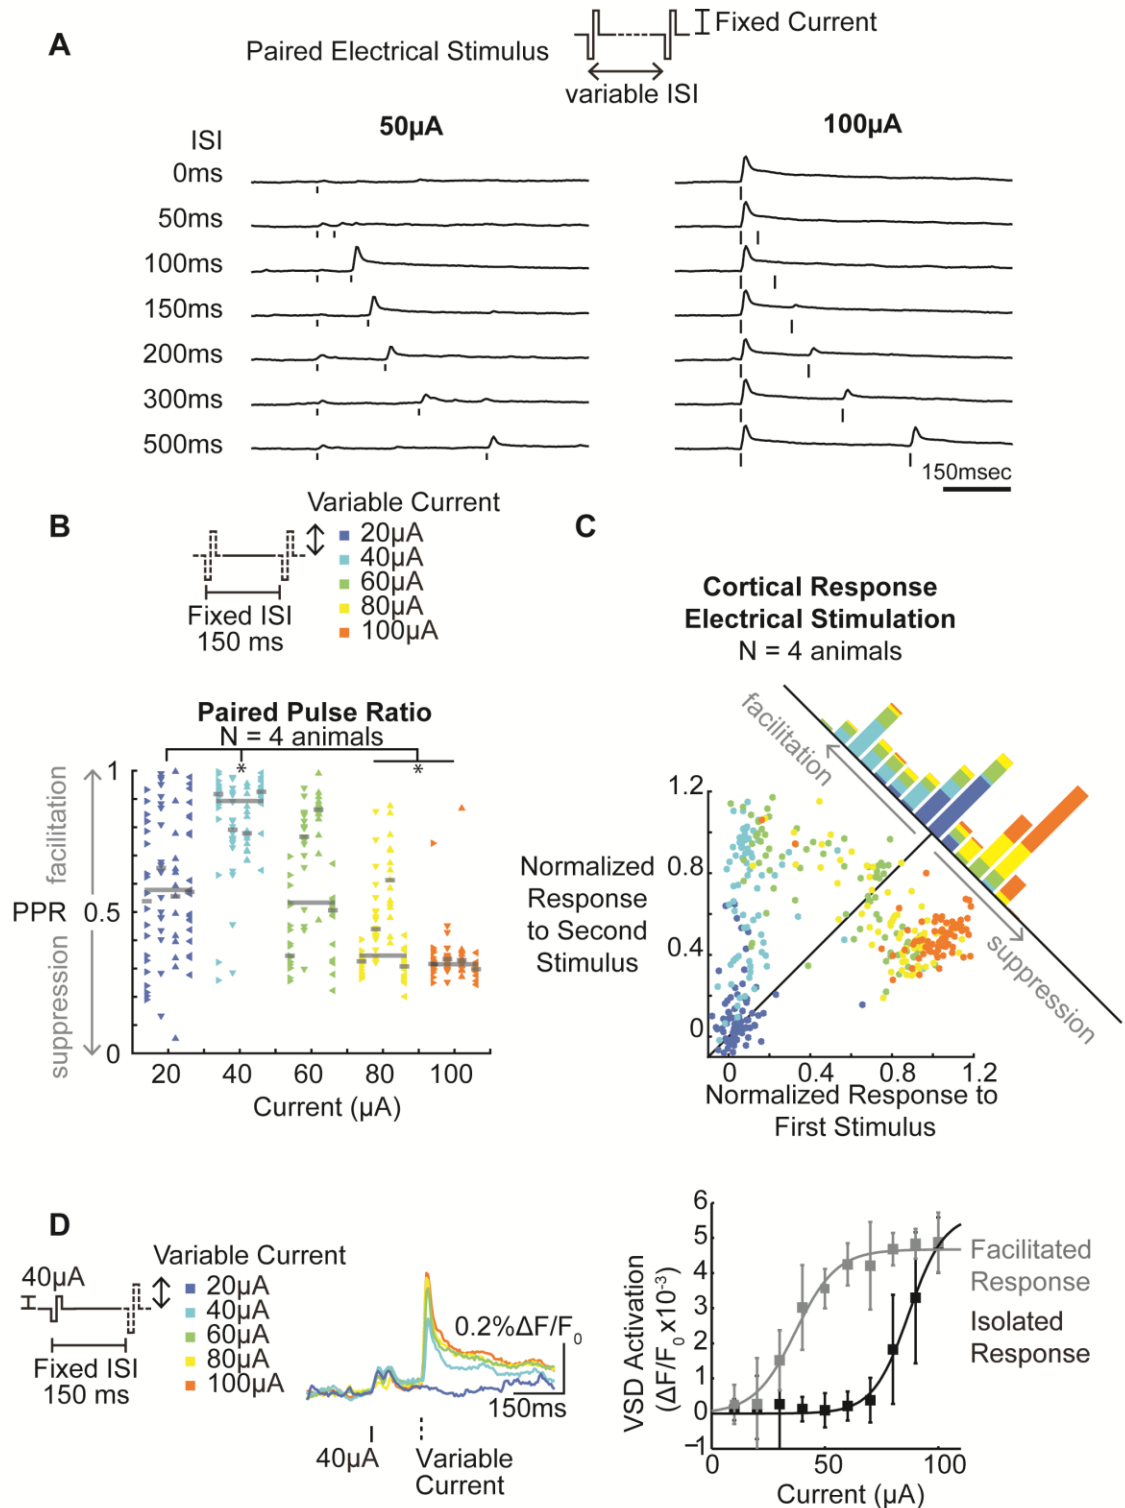 A
Paired Electrical Stimulus
Fixed Current
variable ISI
50µA
100µA
ISI
0ms
50ms
100ms
150ms
200ms
300ms
500ms
150msec
B
Variable Current
20µA
40µA
60µA
80µA
100µA
Fixed ISI
150 ms
Paired Pulse Ratio
N = 4 animals
*
*
1
0.5
0
PPR
facilitation
suppression
20
40
60
80
100
Current (µA)
C
Cortical Response
Electrical Stimulation
N = 4 animals
facilitation
suppression
1.2
0.8
0.4
0
Normalized
Response
to Second
Stimulus
0
0.4
0.8
1.2
Normalized Response to
First Stimulus
D
40µA
Fixed ISI
150 ms
Variable Current
20µA
40µA
60µA
80µA
100µA
0.2%ΔF/F0
150ms
40µA
Variable
Current
6
5
4
3
2
1
0
−1
VSD Activation
(ΔF/F0 x10-3)
Facilitated
Response
Isolated
Response
0
50
100
Current (µA)